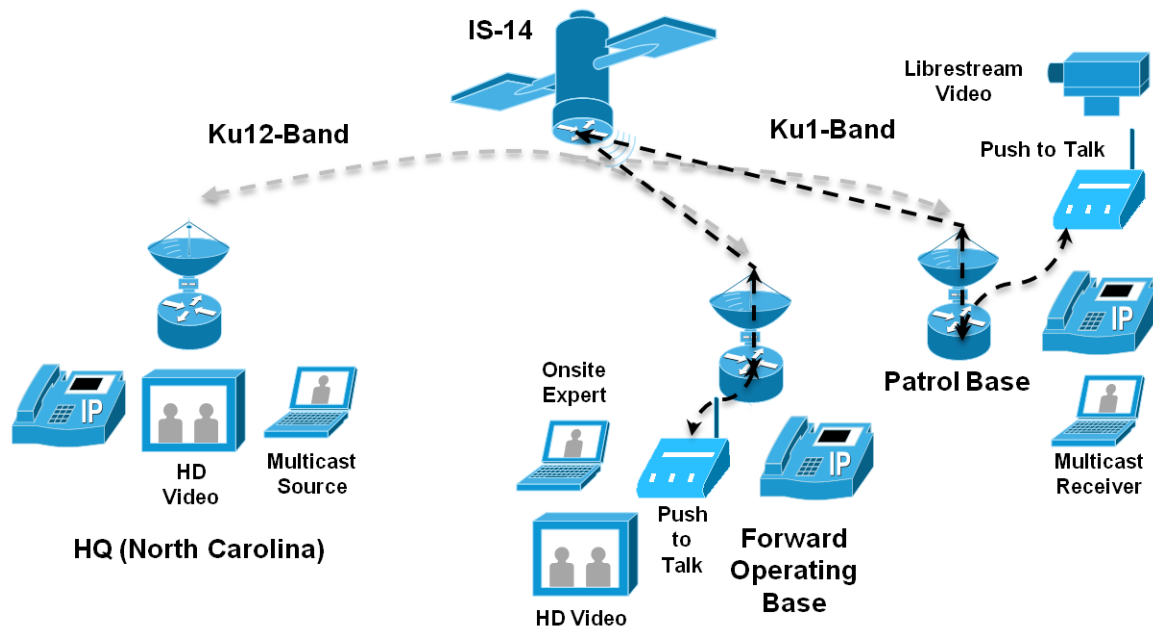 IS-14
Librestream
Video
Ku12-Band
Ku1-Band
Push to Talk
IP
Patrol Base
Onsite
Expert
IP
HD
Video
Multicast
Source
IP
Multicast
Receiver
HQ (North Carolina)
Push
to
Talk
Forward
Operating
Base
HD Video